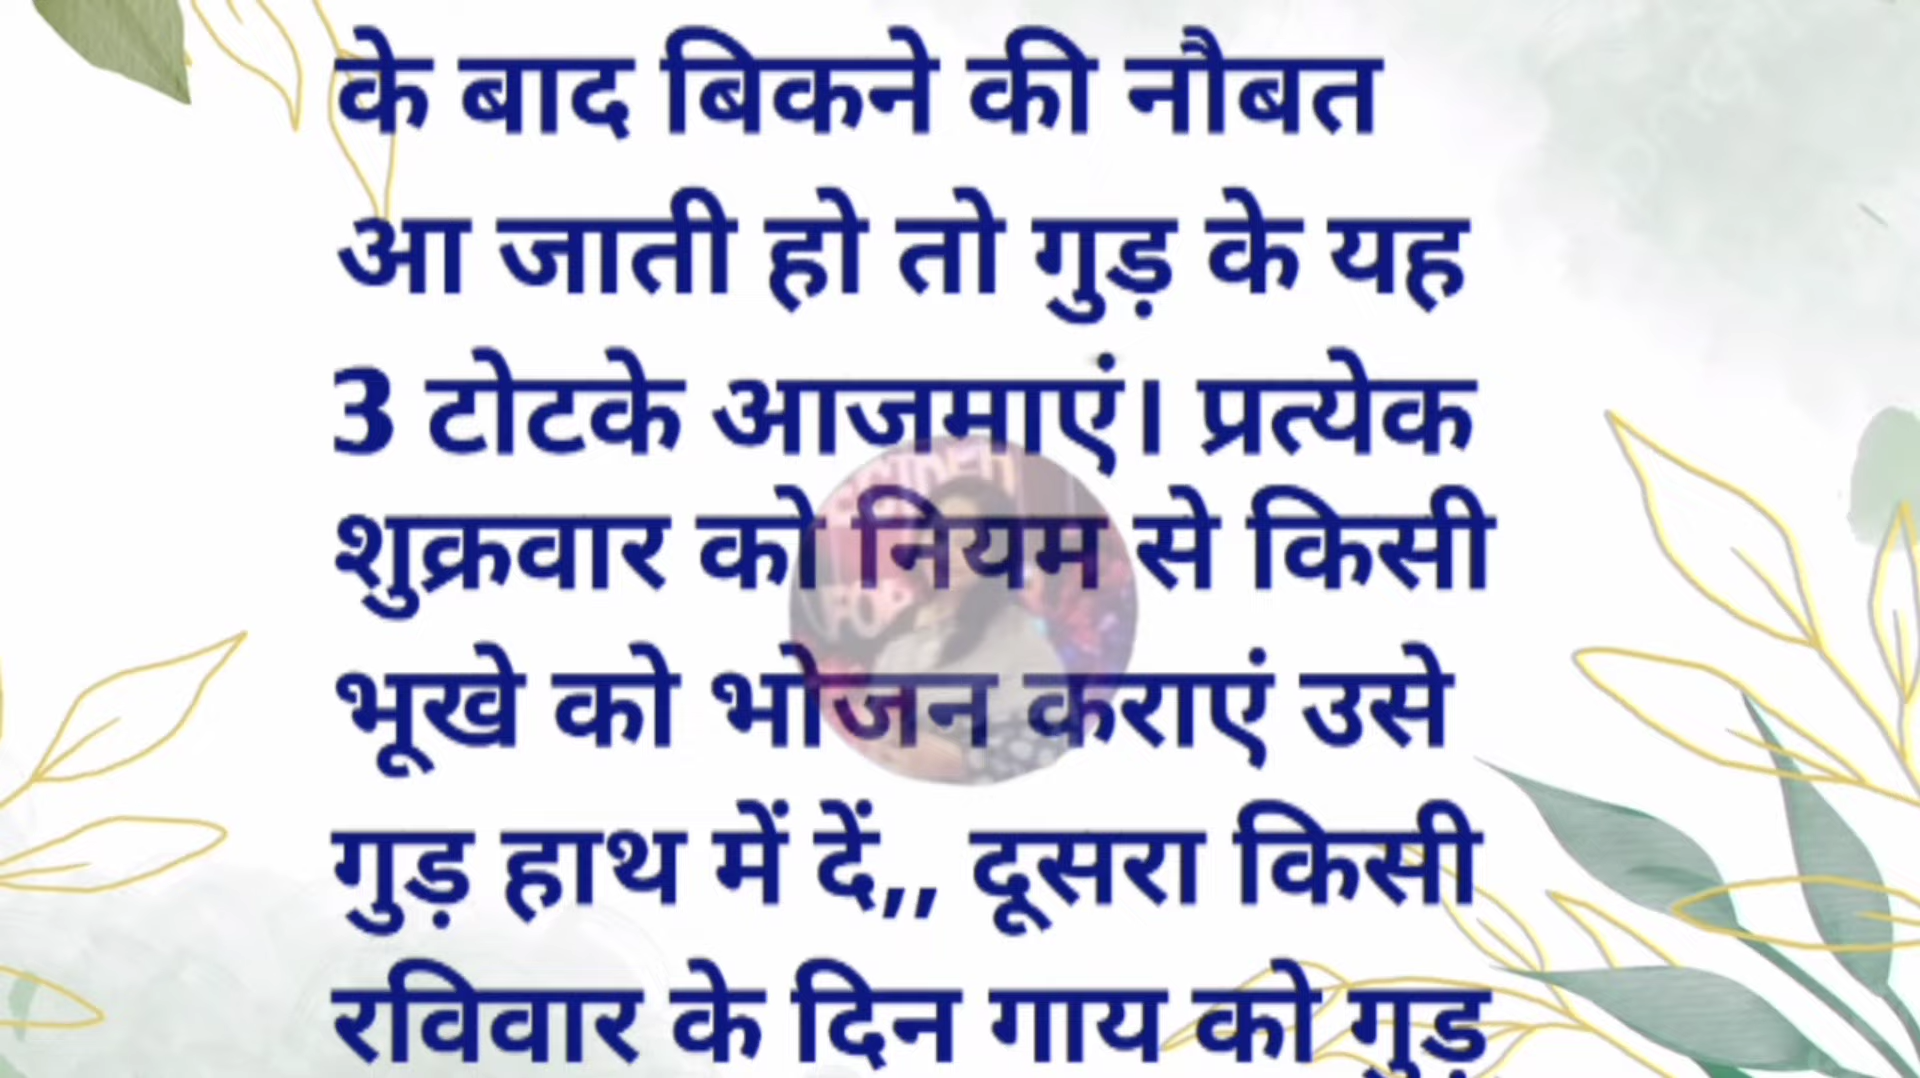 के बाद बिकने की नौबत
आ जाती हो तो गुड़ के यह
3 टोटके आजमाएं। प्रत्येक
शुक्रवार को नियम से किसी
भूखे को भोजन कराएं उसे
गुड़ हाथ में दें,, दूसरा किसी
रविवार के दिन गाय को गुड़